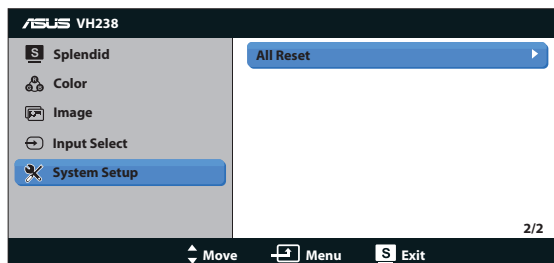 ASUS VH238
S Splendid
Color
Image
Input Select
System Setup
All Reset
2/2
Move Menu S Exit